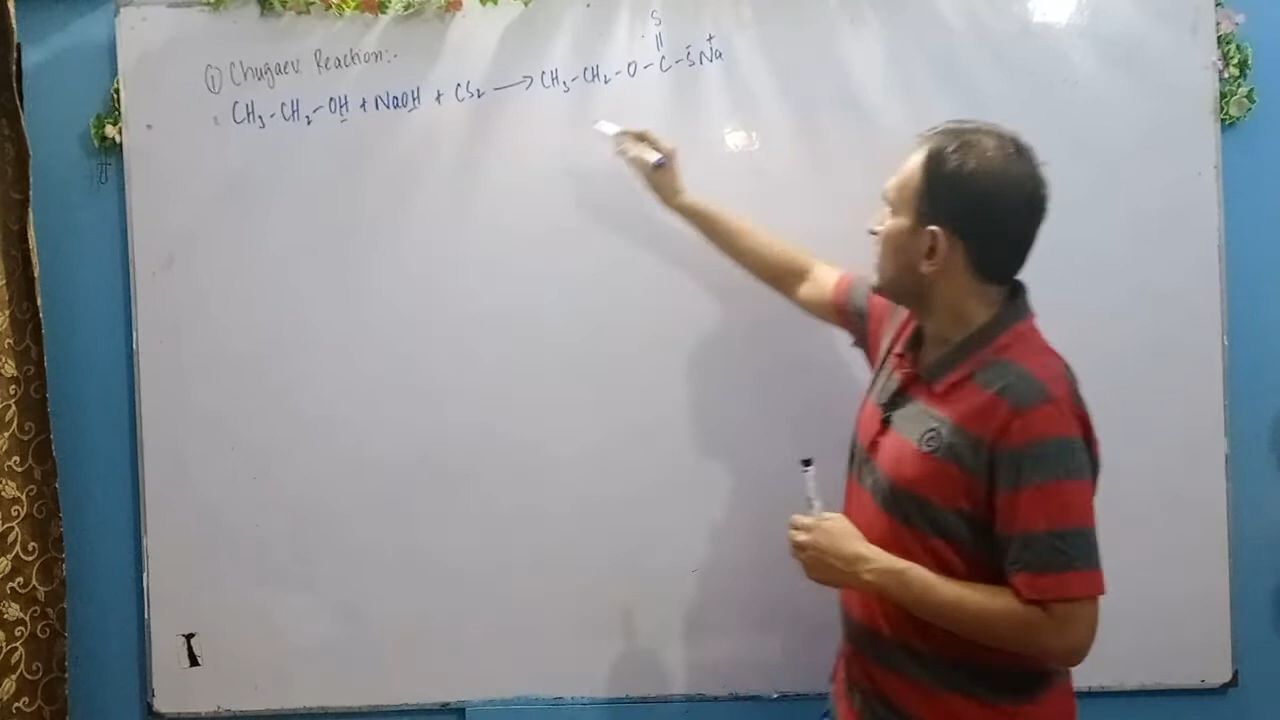 ① Chugaev Reaction:-
S
||
CH₃-CH₂-OH + NaOH + CS₂ ⟶ CH₃-CH₂-O-C-S⁻Na⁺